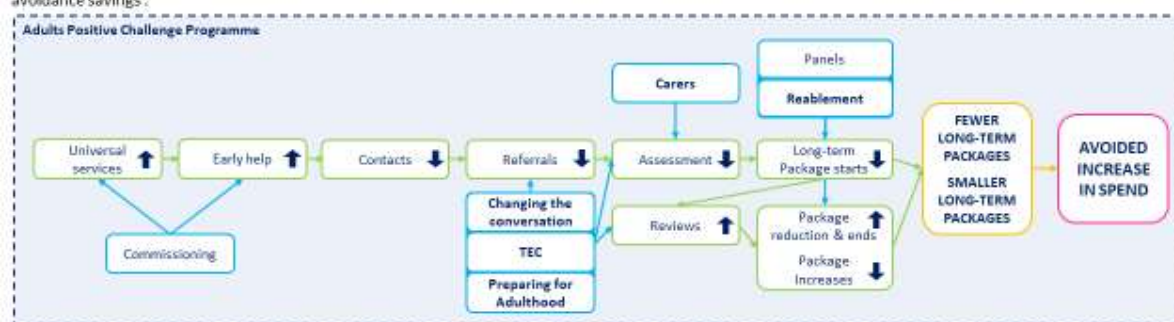 avoidance savings'.
Adults Positive Challenge Programme
Panels
Carers
Reablement
Universal
services
Early help
Contacts
Referrals
Assessment
Long-term
Package starts
FEWER
LONG-TERM
PACKAGES
SMALLER
LONG-TERM
PACKAGES
AVOIDED
INCREASE
IN SPEND
Commissioning
Changing the
conversation
TEC
Preparing for
Adulthood
Reviews
Package
reduction & ends
Package
Increases